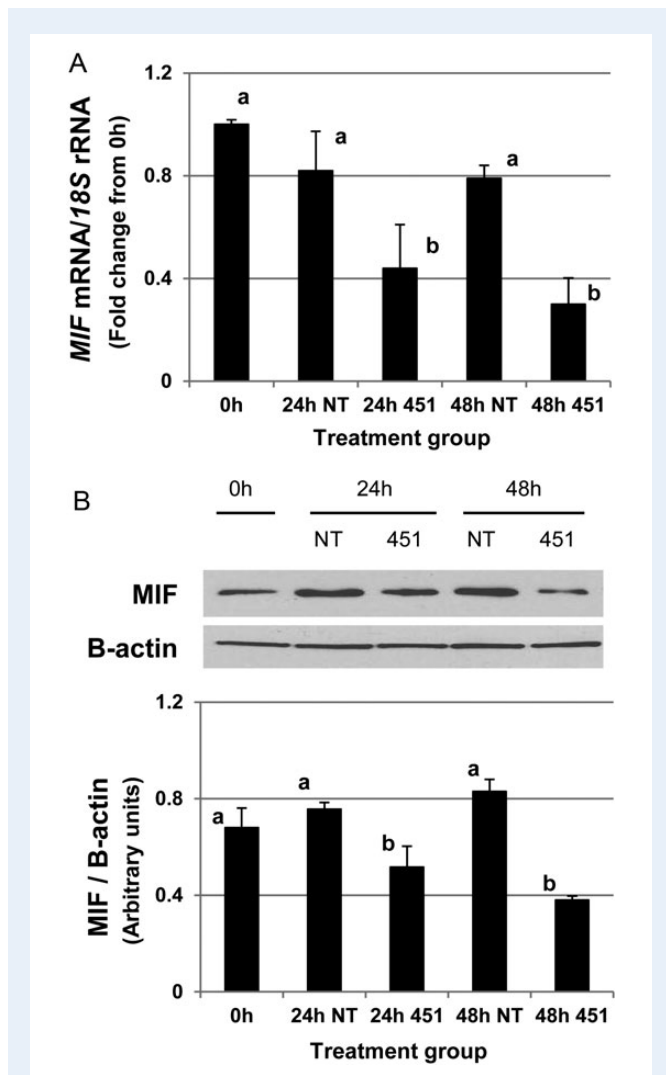 A
MIF mRNA/18S rRNA
(Fold change from 0h)
1.2
0.8
0.4
0
a
a
b
a
b
0h 24h NT 24h 451 48h NT 48h 451
Treatment group
B
0h 24h 48h
NT 451 NT 451
MIF
B-actin
MIF / B-actin
(Arbitrary units)
1.2
0.8
0.4
0
a
a
b
a
b
0h 24h NT 24h 451 48h NT 48h 451
Treatment group